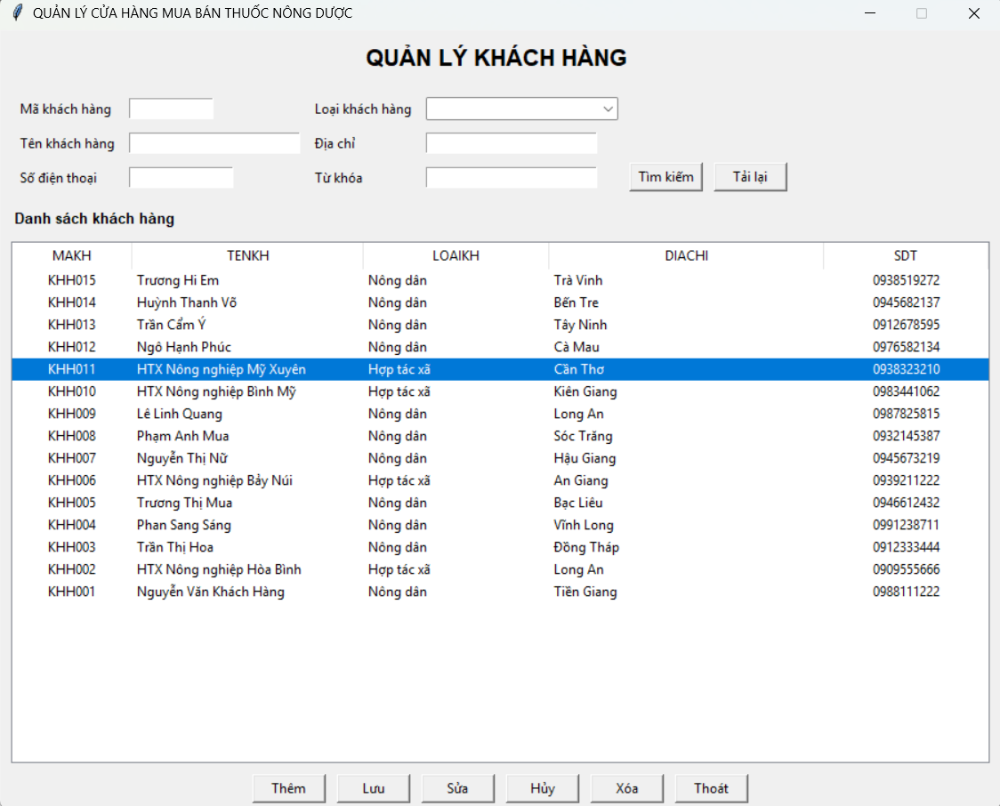 QUẢN LÝ CỬA HÀNG MUA BÁN THUỐC NÔNG DƯỢC
QUẢN LÝ KHÁCH HÀNG
Mã khách hàng Loại khách hàng
Tên khách hàng Địa chỉ
Số điện thoại Từ khóa Tìm kiếm Tải lại
Danh sách khách hàng
MAKH TENKH LOAIKH DIACHI SDT
KHH015 Trương Hi Em Nông dân Trà Vinh 0938519272
KHH014 Huỳnh Thanh Võ Nông dân Bến Tre 0945682137
KHH013 Trần Cẩm Ý Nông dân Tây Ninh 0912678595
KHH012 Ngô Hạnh Phúc Nông dân Cà Mau 0976582134
KHH011 HTX Nông nghiệp Mỹ Xuyên Hợp tác xã Cần Thơ 0938323210
KHH010 HTX Nông nghiệp Bình Mỹ Hợp tác xã Kiên Giang 0983441062
KHH009 Lê Linh Quang Nông dân Long An 0987825815
KHH008 Phạm Anh Mua Nông dân Sóc Trăng 0932145387
KHH007 Nguyễn Thị Nữ Nông dân Hậu Giang 0945673219
KHH006 HTX Nông nghiệp Bảy Núi Hợp tác xã An Giang 0939211222
KHH005 Trương Thị Mua Nông dân Bạc Liêu 0946612432
KHH004 Phan Sang Sáng Nông dân Vĩnh Long 0991238711
KHH003 Trần Thị Hoa Nông dân Đồng Tháp 0912333444
KHH002 HTX Nông nghiệp Hòa Bình Hợp tác xã Long An 0909555666
KHH001 Nguyễn Văn Khách Hàng Nông dân Tiền Giang 0988111222
Thêm Lưu Sửa Hủy Xóa Thoát